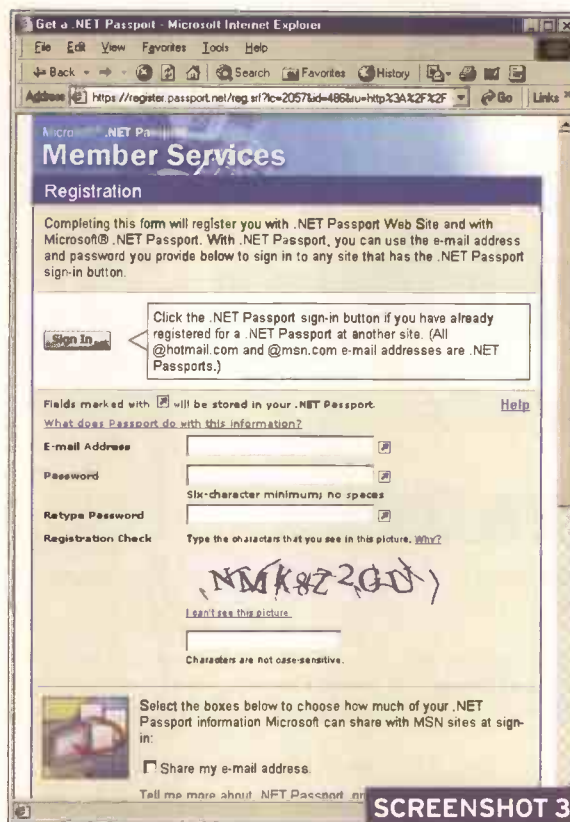 Get a .NET Passport - Microsoft Internet Explorer
File Edit View Favorites Tools Help
Back Search Favorites History
Address https://register.passport.net/reg.srf?lc=2057&id=486&ru=http%3A%2F%2F Go Links »
Microsoft .NET
Member Services
Registration
Completing this form will register you with .NET Passport Web Site and with
Microsoft® .NET Passport. With .NET Passport, you can use the e-mail address
and password you provide below to sign in to any site that has the .NET Passport
sign-in button.
Sign In .net
Click the .NET Passport sign-in button if you have already
registered for a .NET Passport at another site. (All
@hotmail.com and @msn.com e-mail addresses are .NET
Passports.)
Fields marked with will be stored in your .NET Passport. Help
What does Passport do with this information?
E-mail Address
Password
Six-character minimum; no spaces
Retype Password
Registration Check Type the characters that you see in this picture. Why?
NMK8Z2GD
I can't see this picture.
Characters are not case-sensitive.
Select the boxes below to choose how much of your .NET
Passport information Microsoft can share with MSN sites at sign-
in:
Share my e-mail address.
Tell me more about .NET Passport,
SCREENSHOT 3